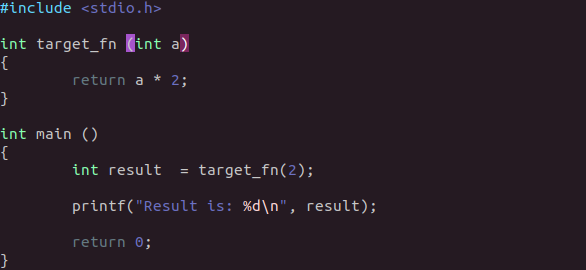 #include <stdio.h>
int target_fn (int a)
{
        return a * 2;
}
int main ()
{
        int result  = target_fn(2);
        printf("Result is: %d\n", result);
        return 0;
}